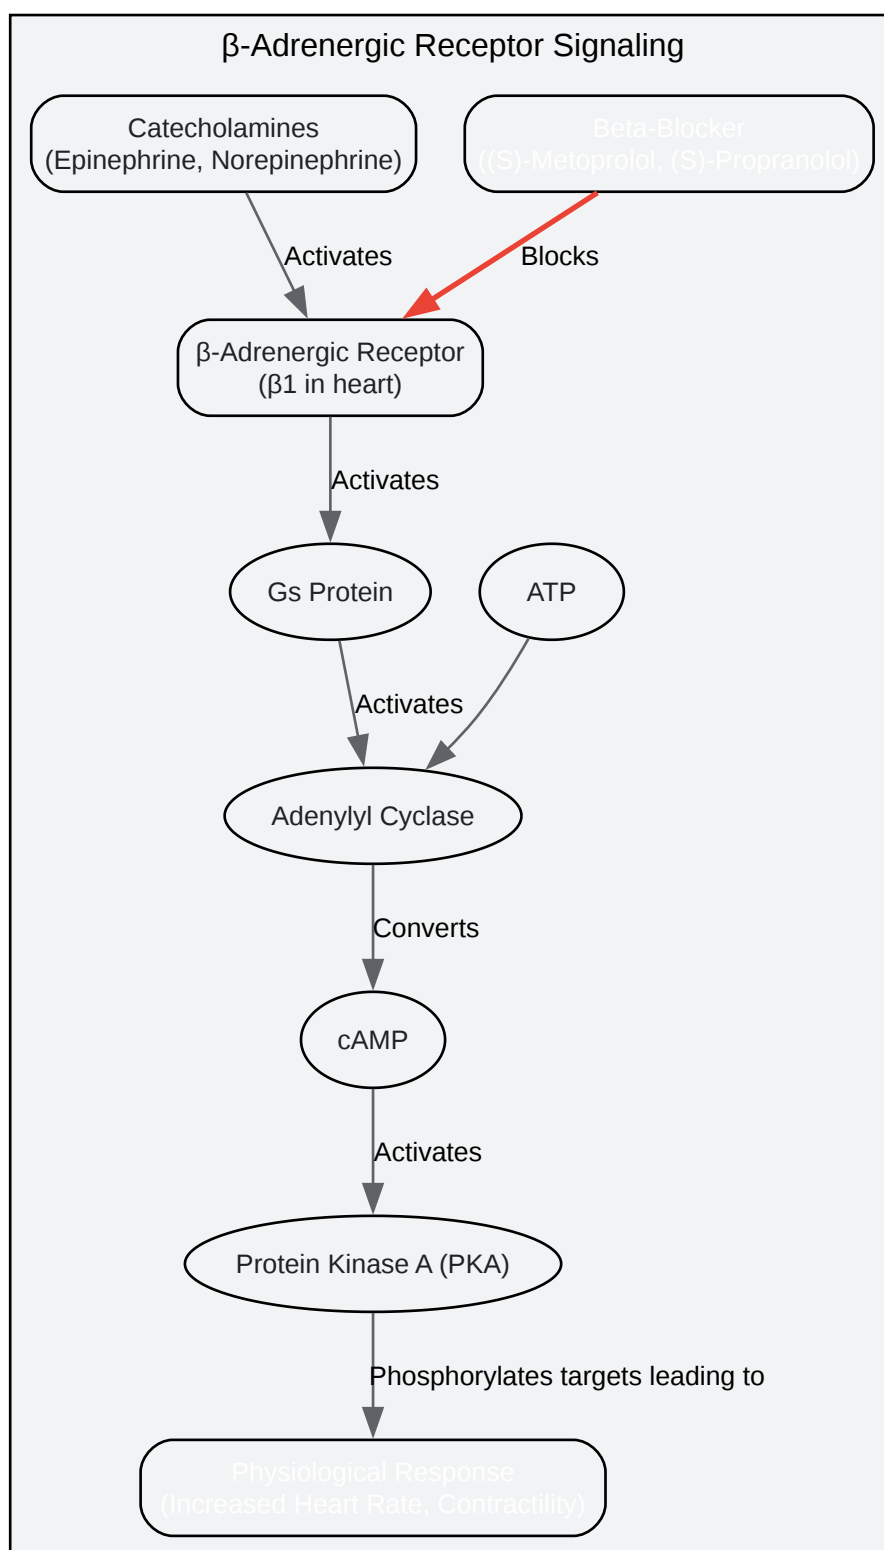 β-Adrenergic Receptor Signaling
Catecholamines
(Epinephrine, Norepinephrine)
Beta-Blocker
((S)-Metoprolol, (S)-Propranolol)
Activates
Blocks
β-Adrenergic Receptor
(β1 in heart)
Activates
Gs Protein
ATP
Activates
Adenylyl Cyclase
Converts
cAMP
Activates
Protein Kinase A (PKA)
Phosphorylates targets leading to
Physiological Response
(Increased Heart Rate, Contractility)